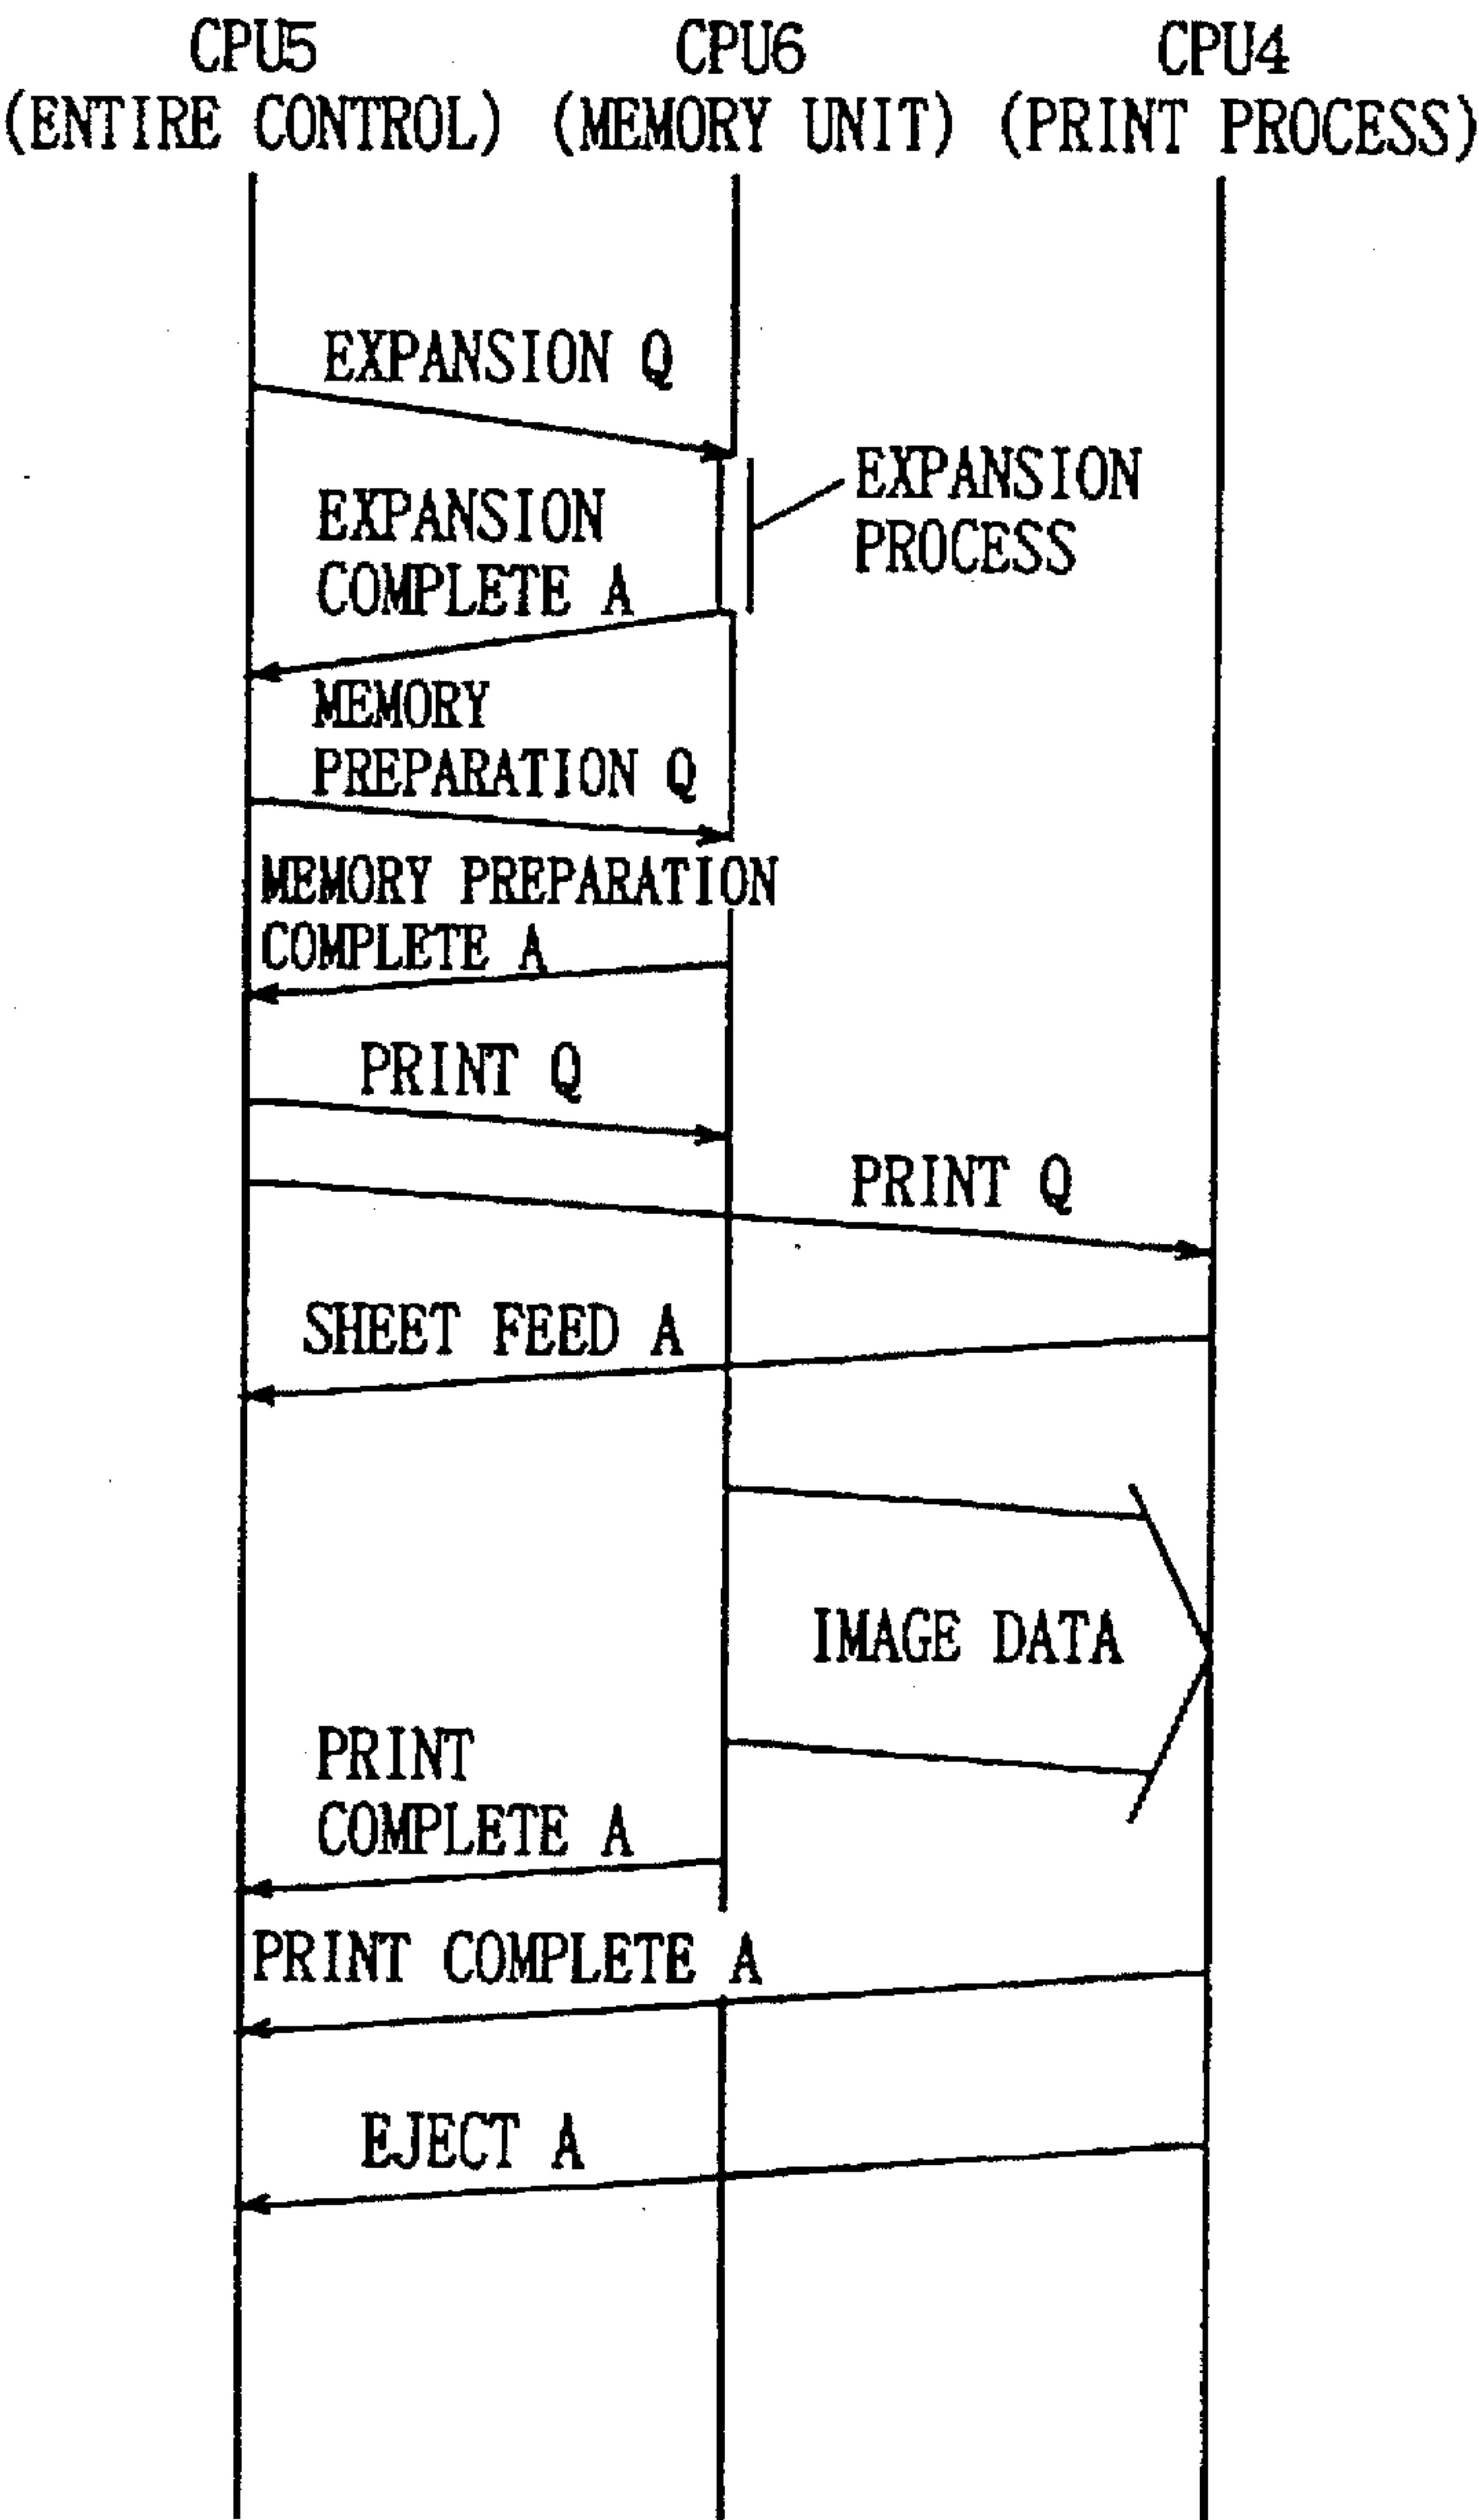 CPU5 CPU6 CPU4
(ENTIRE CONTROL) (MEMORY UNIT) (PRINT PROCESS)
EXPANSION Q
EXPANSION
PROCESS
EXPANSION
COMPLETE A
MEMORY
PREPARATION Q
MEMORY PREPARATION
COMPLETE A
PRINT Q
PRINT Q
SHEET FEED A
IMAGE DATA
PRINT
COMPLETE A
PRINT COMPLETE A
EJECT A